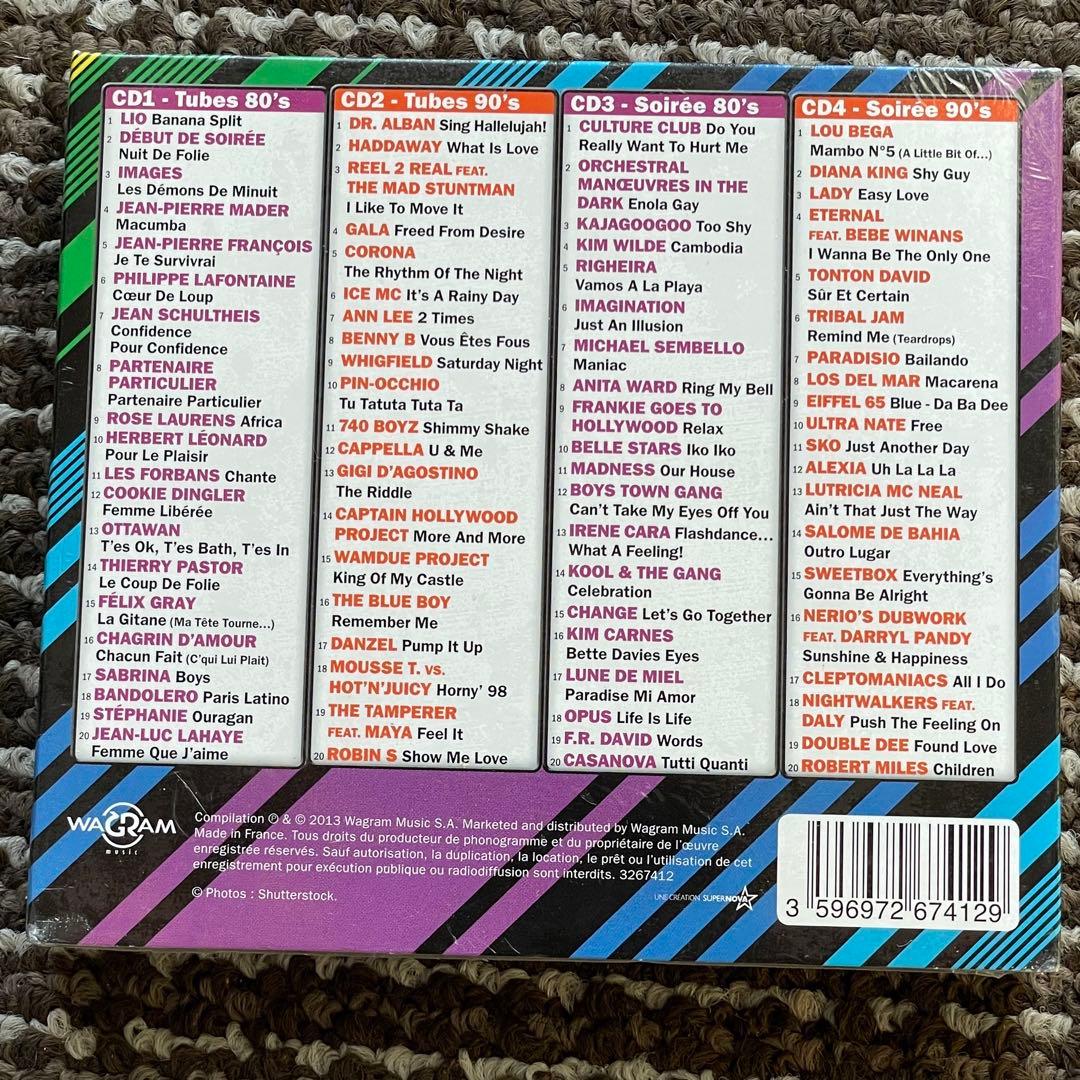 CD1 - Tubes 80's
1 LIO Banana Split
2 DÉBUT DE SOIRÉE
Nuit De Folie
3 IMAGES
Les Démons De Minuit
4 JEAN-PIERRE MADER
Macumba
5 JEAN-PIERRE FRANÇOIS
Je Te Survivrai
6 PHILIPPE LAFONTAINE
Cœur De Loup
7 JEAN SCHULTHEIS
Confidence
Pour Confidence
8 PARTENAIRE
PARTICULIER
Partenaire Particulier
9 ROSE LAURENS Africa
10 HERBERT LÉONARD
Pour Le Plaisir
11 LES FORBANS Chante
12 COOKIE DINGLER
Femme Libérée
13 OTTAWAN
T'es Ok, T'es Bath, T'es In
14 THIERRY PASTOR
Le Coup De Folie
15 FÉLIX GRAY
La Gitane (Ma Tête Tourne...)
16 CHAGRIN D'AMOUR
Chacun Fait (C'qui Lui Plait)
17 SABRINA Boys
18 BANDOLERO Paris Latino
19 STÉPHANIE Ouragan
20 JEAN-LUC LAHAYE
Femme Que J'aime
CD2 - Tubes 90's
1 DR. ALBAN Sing Hallelujah!
2 HADDAWAY What Is Love
3 REEL 2 REAL FEAT.
THE MAD STUNTMAN
I Like To Move It
4 GALA Freed From Desire
5 CORONA
The Rhythm Of The Night
6 ICE MC It's A Rainy Day
7 ANN LEE 2 Times
8 BENNY B Vous Êtes Fous
9 WHIGFIELD Saturday Night
10 PIN-OCCHIO
Tu Tatuta Tuta Ta
11 740 BOYZ Shimmy Shake
12 CAPPELLA U & Me
13 GIGI D'AGOSTINO
The Riddle
14 CAPTAIN HOLLYWOOD
PROJECT More And More
15 WAMDUE PROJECT
King Of My Castle
16 THE BLUE BOY
Remember Me
17 DANZEL Pump It Up
18 MOUSSE T. VS.
HOT'N'JUICY Horny' 98
19 THE TAMPERER
FEAT. MAYA Feel It
20 ROBIN S Show Me Love
CD3 - Soirée 80's
1 CULTURE CLUB Do You
Really Want To Hurt Me
2 ORCHESTRAL
MANŒUVRES IN THE
DARK Enola Gay
3 KAJAGOOGOO Too Shy
4 KIM WILDE Cambodia
5 RIGHEIRA
Vamos A La Playa
6 IMAGINATION
Just An Illusion
7 MICHAEL SEMBELLO
Maniac
8 ANITA WARD Ring My Bell
9 FRANKIE GOES TO
HOLLYWOOD Relax
10 BELLE STARS Iko Iko
11 MADNESS Our House
12 BOYS TOWN GANG
Can't Take My Eyes Off You
13 IRENE CARA Flashdance...
What A Feeling!
14 KOOL & THE GANG
Celebration
15 CHANGE Let's Go Together
16 KIM CARNES
Bette Davies Eyes
17 LUNE DE MIEL
Paradise Mi Amor
18 OPUS Life Is Life
19 F.R. DAVID Words
20 CASANOVA Tutti Quanti
CD4 - Soirée 90's
1 LOU BEGA
Mambo N°5 (A Little Bit Of...)
2 DIANA KING Shy Guy
3 LADY Easy Love
4 ETERNAL
FEAT. BEBE WINANS
I Wanna Be The Only One
5 TONTON DAVID
Sûr Et Certain
6 TRIBAL JAM
Remind Me (Teardrops)
7 PARADISIO Bailando
8 LOS DEL MAR Macarena
9 EIFFEL 65 Blue - Da Ba Dee
10 ULTRA NATE Free
11 SKO Just Another Day
12 ALEXIA Uh La La La
13 LUTRICIA MC NEAL
Ain't That Just The Way
14 SALOME DE BAHIA
Outro Lugar
15 SWEETBOX Everything's
Gonna Be Alright
16 NERIO'S DUBWORK
FEAT. DARRYL PANDY
Sunshine & Happiness
17 CLEPTOMANIACS All I Do
18 NIGHTWALKERS FEAT.
DALY Push The Feeling On
19 DOUBLE DEE Found Love
20 ROBERT MILES Children
WAGRAM
music
Compilation ℗ & © 2013 Wagram Music S.A. Marketed and distributed by Wagram Music S.A.
Made in France. Tous droits du producteur de phonogramme et du propriétaire de l'œuvre
enregistrée réservés. Sauf autorisation, la duplication, la location, le prêt ou l'utilisation de cet
enregistrement pour exécution publique ou radiodiffusion sont interdits. 3267412
© Photos : Shutterstock.
UNE CRÉATION SUPERNOVA
3 596972 674129